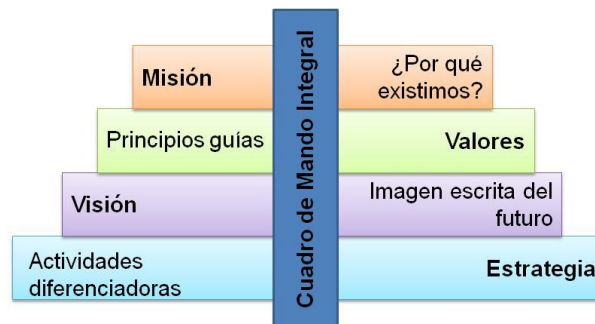 Misión
¿Por qué
existimos?
Principios guías
Valores
Visión
Imagen escrita del
futuro
Actividades
diferenciadoras
Estrategia
Cuadro de Mando Integral